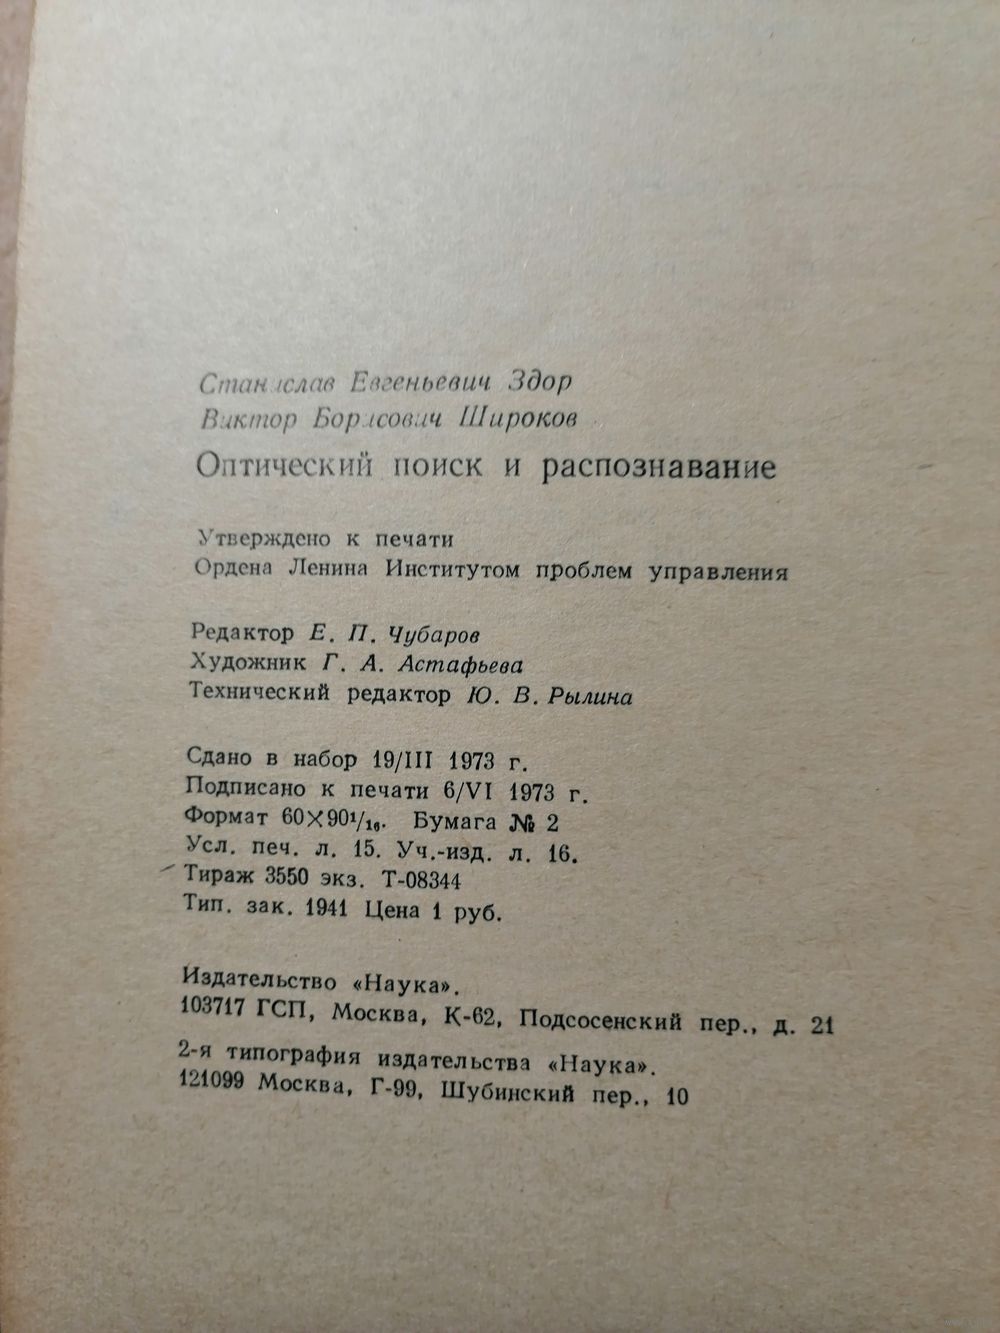 Станислав Евгеньевич Здор
Виктор Борисович Широков
Оптический поиск и распознавание
Утверждено к печати
Ордена Ленина Институтом проблем управления
Редактор Е. П. Чубаров
Художник Г. А. Астафьева
Технический редактор Ю. В. Рылина
Сдано в набор 19/III 1973 г.
Подписано к печати 6/VI 1973 г.
Формат 60×90¹/₁₆. Бумага № 2
Усл. печ. л. 15. Уч.-изд. л. 16.
Тираж 3550 экз. Т-08344
Тип. зак. 1941 Цена 1 руб.
Издательство «Наука».
103717 ГСП, Москва, К-62, Подсосенский пер., д. 21
2-я типография издательства «Наука».
121099 Москва, Г-99, Шубинский пер., 10